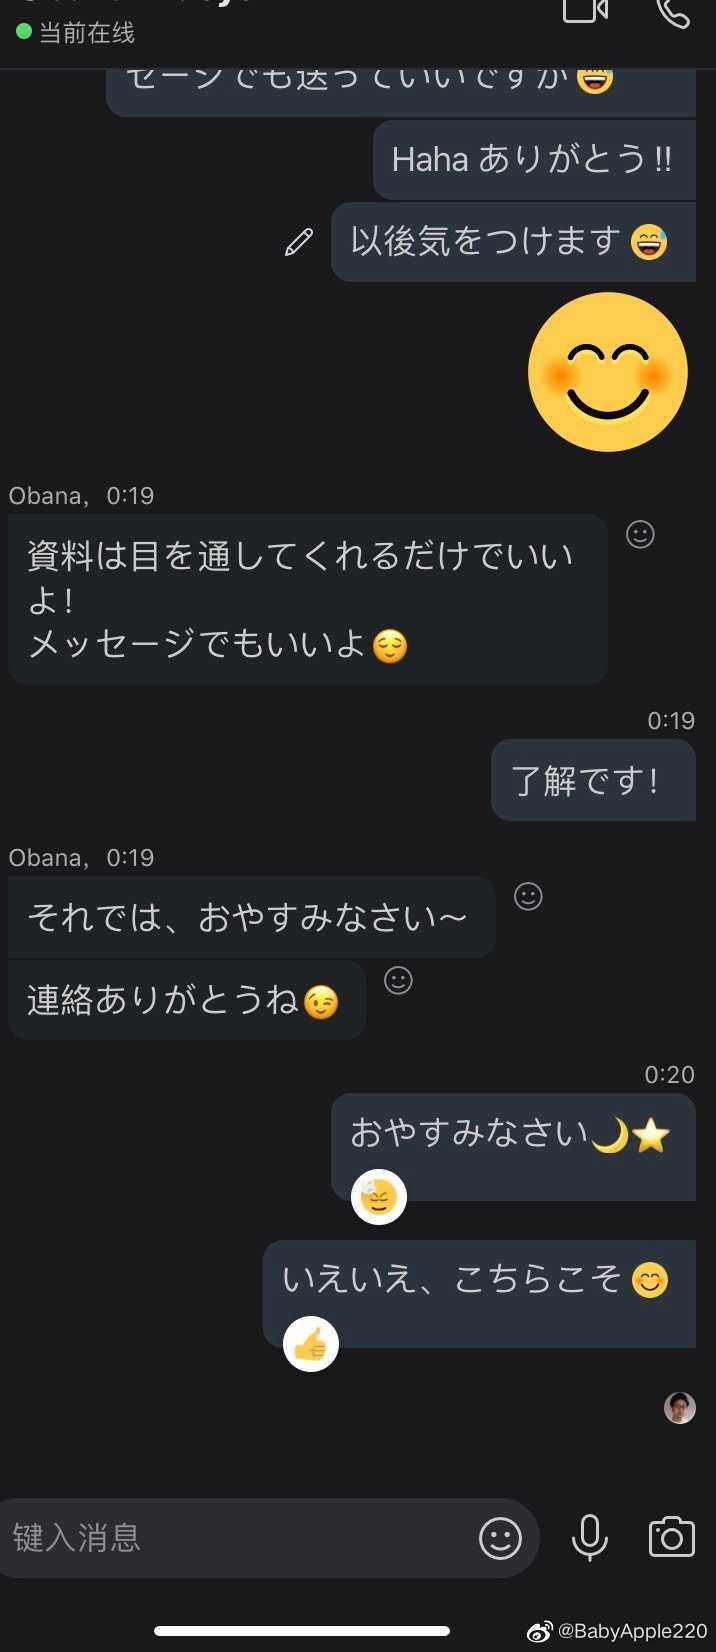 当前在线
セージでも送っていいですか😅
Haha ありがとう!!
以後気をつけます😅
Obana, 0:19
資料は目を通してくれるだけでいい
よ!
メッセージでもいいよ😌
0:19
了解です!
Obana, 0:19
それでは、おやすみなさい〜
連絡ありがとうね😉
0:20
おやすみなさい🌙⭐
いえいえ、こちらこそ😊
键入消息
@BabyApple220